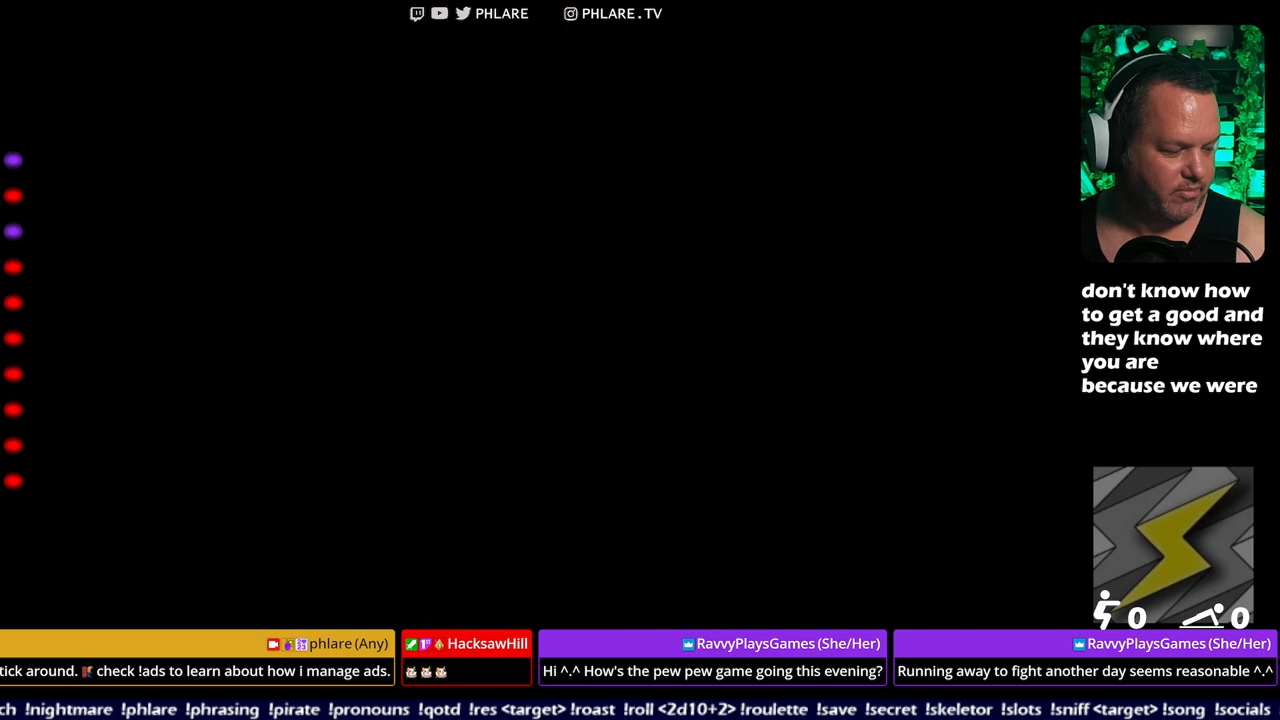 PHLARE PHLARE.TV
don't know how
to get a good and
they know where
you are
because we were
0 0
phlare (Any)
tick around. check !ads to learn about how i manage ads.
HacksawHill
RavvyPlaysGames (She/Her)
Hi ^.^ How's the pew pew game going this evening?
RavvyPlaysGames (She/Her)
Running away to fight another day seems reasonable ^.^
ch !nightmare !phlare !phrasing !pirate !pronouns !qotd !res <target> !roast !roll <2d10+2> !roulette !save !secret !skeletor !slots !sniff <target> !song !socials